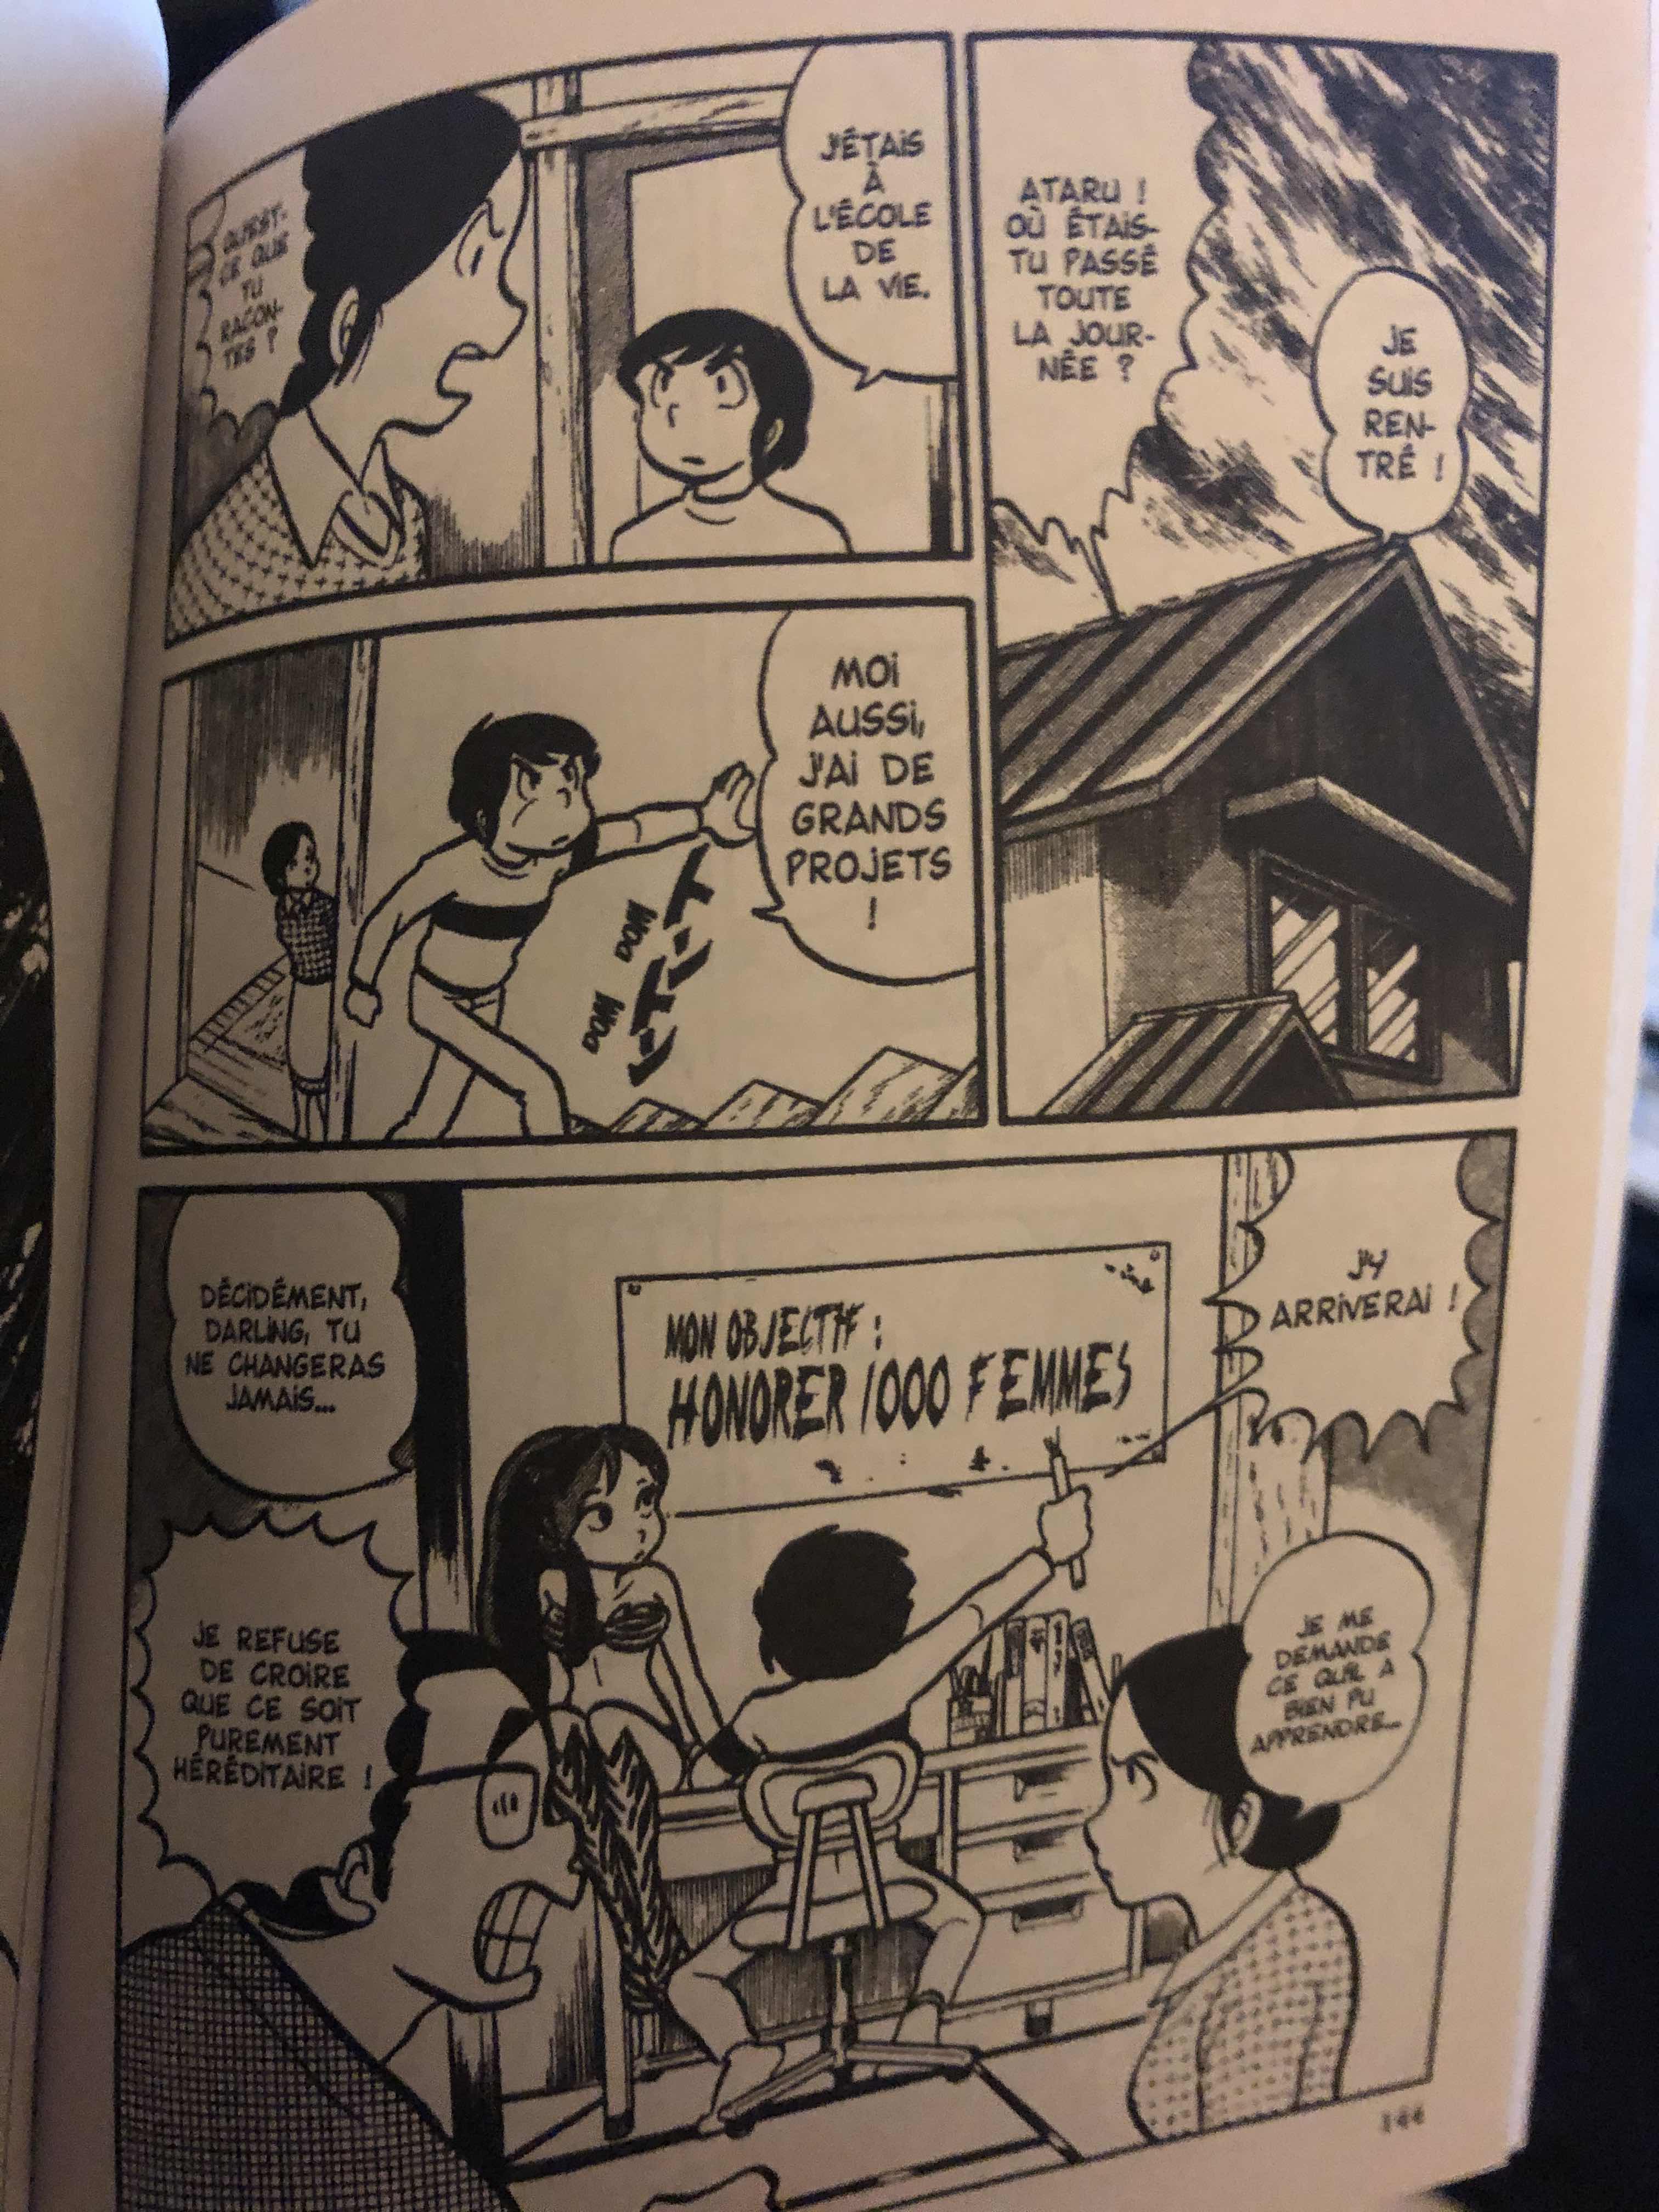 JE
SUIS
REN-
TRÉ !
ATARU !
OÙ ÉTAIS-
TU PASSÉ
TOUTE
LA JOUR-
NÉE ?
J'ÉTAIS
À
L'ÉCOLE
DE
LA VIE.
QU'EST-
CE QUE
TU
RACON-
TES ?
MOI
AUSSI,
J'AI DE
GRANDS
PROJETS
!
DOM
DOM
J'Y
ARRIVERAI !
MON OBJECTIF :
HONORER 1000 FEMMES
DÉCIDÉMENT,
DARLING, TU
NE CHANGERAS
JAMAIS...
JE ME
DEMANDE
CE QU'IL A
BIEN PU
APPRENDRE...
JE REFUSE
DE CROIRE
QUE CE SOIT
PUREMENT
HÉRÉDITAIRE !
144